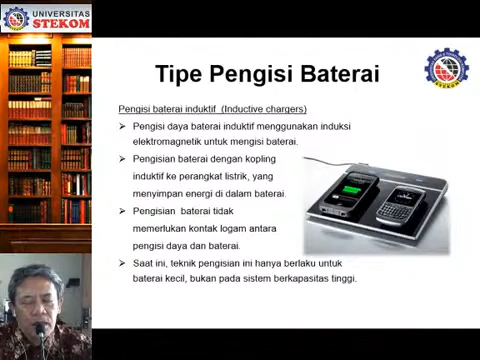 UNIVERSITAS
STEKOM
Tipe Pengisi Baterai
Pengisi baterai induktif (Inductive chargers)
➢ Pengisi daya baterai induktif menggunakan induksi
elektromagnetik untuk mengisi baterai.
➢ Pengisian baterai dengan kopling
induktif ke perangkat listrik, yang
menyimpan energi di dalam baterai.
➢ Pengisian baterai tidak
memerlukan kontak logam antara
pengisi daya dan baterai.
➢ Saat ini, teknik pengisian ini hanya berlaku untuk
baterai kecil, bukan pada sistem berkapasitas tinggi.